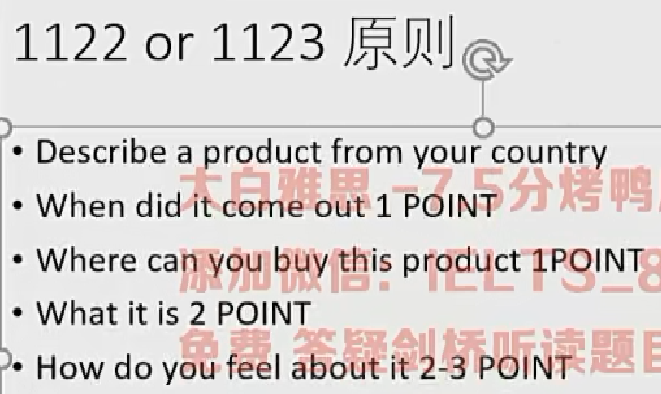 1122 or 1123 原则
• Describe a product from your country
• When did it come out 1 POINT
大白雅思 -7.5分烤鸭
• Where can you buy this product 1POINT
添加微信: IELTS_8
• What it is 2 POINT
免费 答疑剑桥听读题目
• How do you feel about it 2-3 POINT